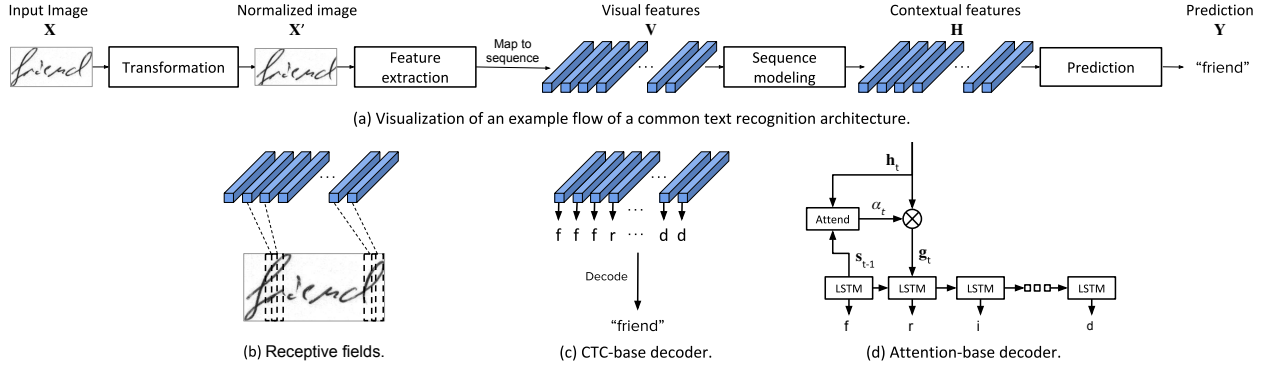 Input Image
X
Transformation
Normalized image
X′
Feature
extraction
Map to
sequence
Visual features
V
...
Sequence
modeling
Contextual features
H
...
Prediction
Prediction
Y
“friend”
friend
friend
(a) Visualization of an example flow of a common text recognition architecture.
...
friend
(b) Receptive fields.
...
f f f r ... d d
Decode
“friend”
(c) CTC-base decoder.
h_t
Attend
α_t
s_t-1
g_t
LSTM LSTM LSTM LSTM
f r i d
(d) Attention-base decoder.